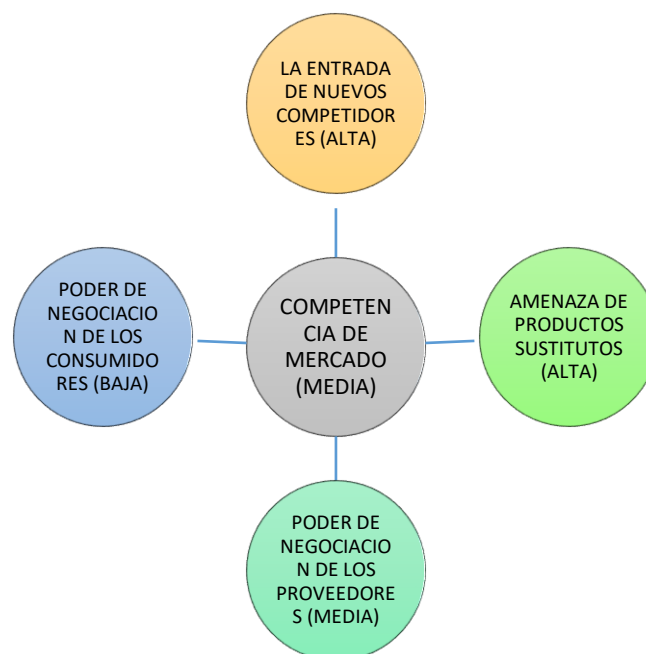 LA ENTRADA
DE NUEVOS
COMPETIDOR
ES (ALTA)
PODER DE
NEGOCIACIO
N DE LOS
CONSUMIDO
RES (BAJA)
COMPETEN
CIA DE
MERCADO
(MEDIA)
AMENAZA DE
PRODUCTOS
SUSTITUTOS
(ALTA)
PODER DE
NEGOCIACIO
N DE LOS
PROVEEDORE
S (MEDIA)